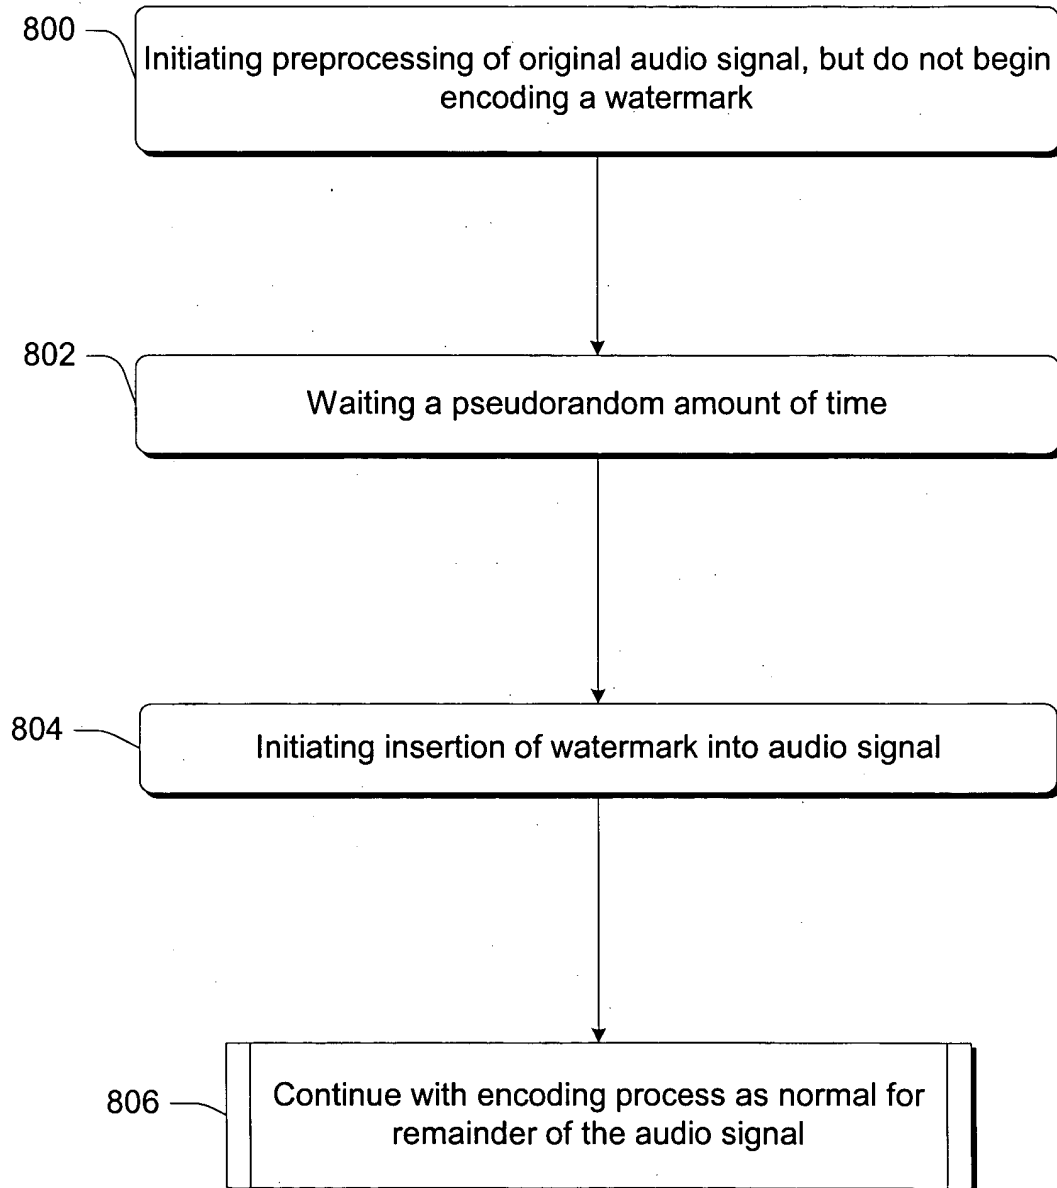 800
Initiating preprocessing of original audio signal, but do not begin
encoding a watermark
802
Waiting a pseudorandom amount of time
804
Initiating insertion of watermark into audio signal
806
Continue with encoding process as normal for
remainder of the audio signal